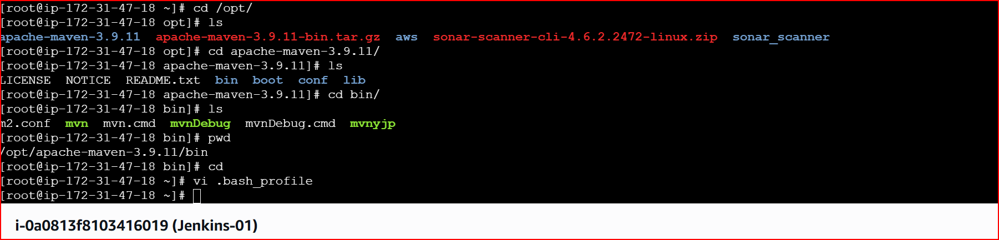 [root@ip-172-31-47-18 ~]# cd /opt/
[root@ip-172-31-47-18 opt]# ls
apache-maven-3.9.11  apache-maven-3.9.11-bin.tar.gz  aws  sonar-scanner-cli-4.6.2.2472-linux.zip  sonar_scanner
[root@ip-172-31-47-18 opt]# cd apache-maven-3.9.11/
[root@ip-172-31-47-18 apache-maven-3.9.11]# ls
LICENSE  NOTICE  README.txt  bin  boot  conf  lib
[root@ip-172-31-47-18 apache-maven-3.9.11]# cd bin/
[root@ip-172-31-47-18 bin]# ls
m2.conf  mvn  mvn.cmd  mvnDebug  mvnDebug.cmd  mvnyjp
[root@ip-172-31-47-18 bin]# pwd
/opt/apache-maven-3.9.11/bin
[root@ip-172-31-47-18 bin]# cd
[root@ip-172-31-47-18 ~]# vi .bash_profile
[root@ip-172-31-47-18 ~]#
i-0a0813f8103416019 (Jenkins-01)